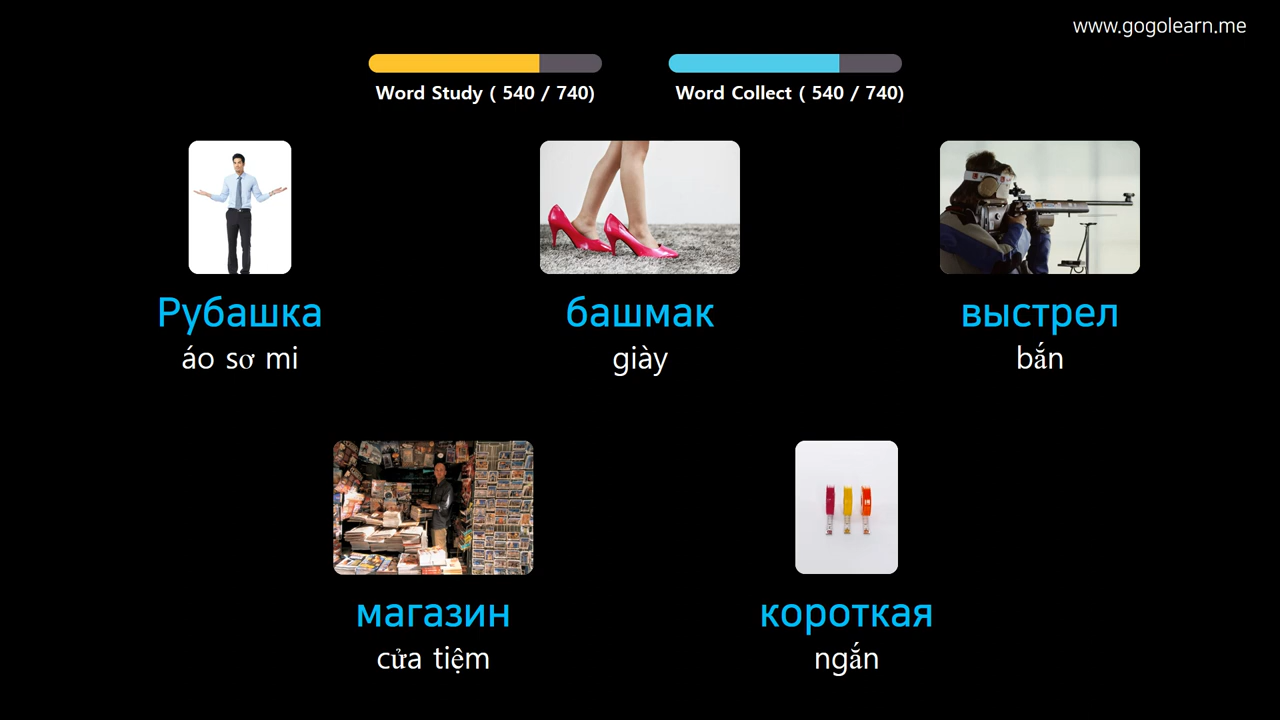 www.gogolearn.me
Word Study ( 540 / 740)
Word Collect ( 540 / 740)
Рубашка
áo sơ mi
башмак
giày
выстрел
bắn
магазин
cửa tiệm
короткая
ngắn